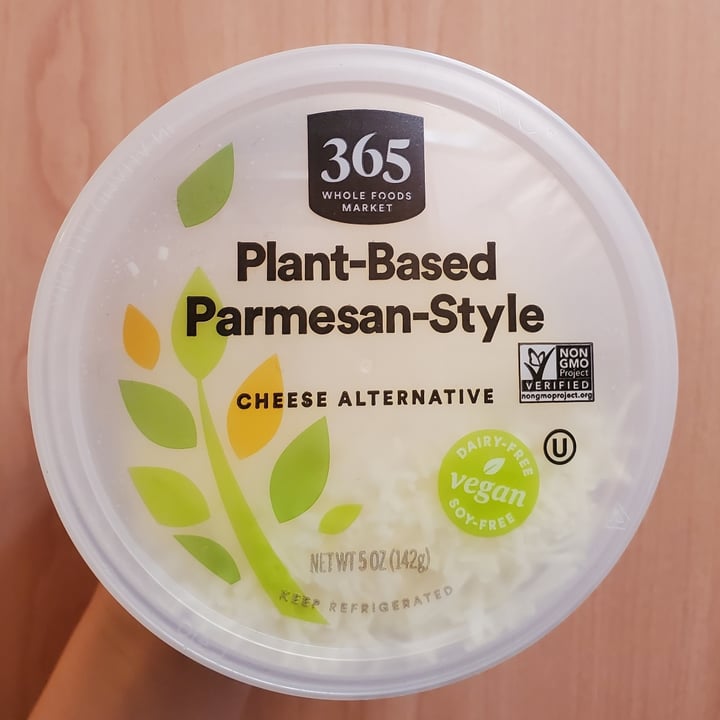 365
WHOLE FOODS
MARKET
Plant-Based
Parmesan-Style
CHEESE ALTERNATIVE
NON
GMO
Project
VERIFIED
nongmoproject.org
U
DAIRY-FREE
vegan
SOY-FREE
NET WT 5 OZ (142g)
KEEP REFRIGERATED